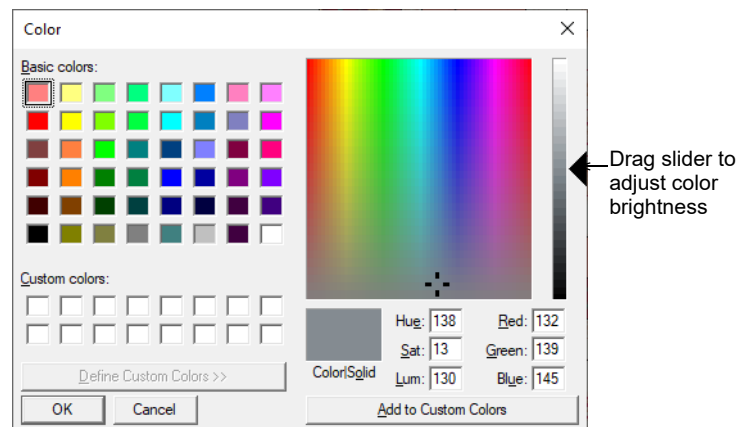 Color
Basic colors:
Custom colors:
Define Custom Colors >>
OK
Cancel
Color|Solid
Hue: 138
Sat: 13
Lum: 130
Red: 132
Green: 139
Blue: 145
Add to Custom Colors
Drag slider to
adjust color
brightness